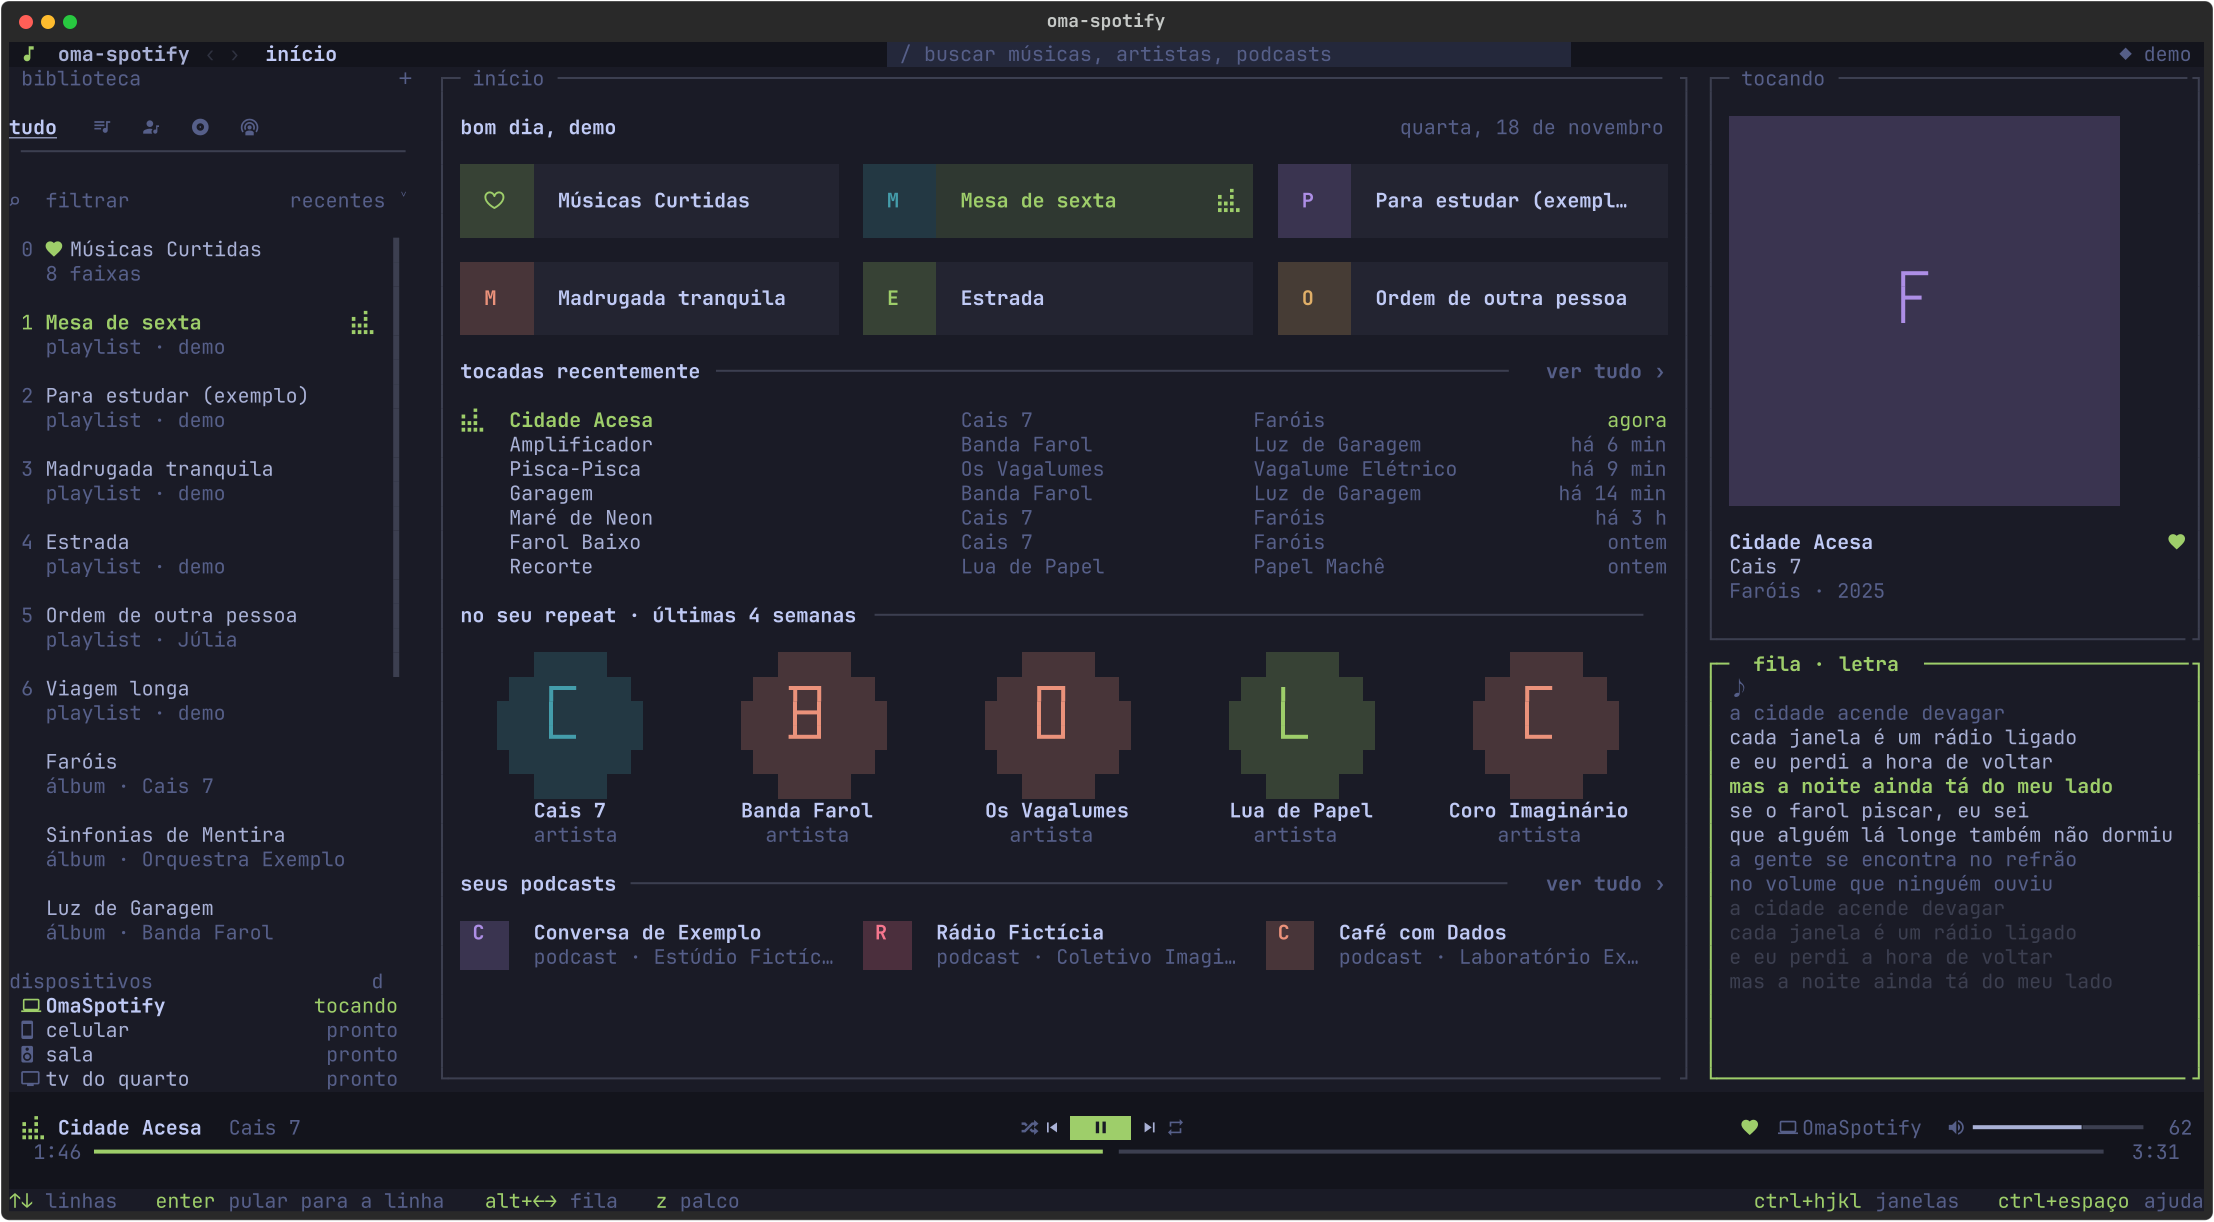 oma-spotify
oma-spotify ‹ › início
/ buscar músicas, artistas, podcasts
◆ demo
biblioteca +
tudo
filtrar recentes ˅
0 ♥ Músicas Curtidas
8 faixas
1 Mesa de sexta
playlist · demo
2 Para estudar (exemplo)
playlist · demo
3 Madrugada tranquila
playlist · demo
4 Estrada
playlist · demo
5 Ordem de outra pessoa
playlist · Júlia
6 Viagem longa
playlist · demo
Faróis
álbum · Cais 7
Sinfonias de Mentira
álbum · Orquestra Exemplo
Luz de Garagem
álbum · Banda Farol
dispositivos d
OmaSpotify tocando
celular pronto
sala pronto
tv do quarto pronto
início
bom dia, demo quarta, 18 de novembro
♡ Músicas Curtidas
M Mesa de sexta
P Para estudar (exempl…
M Madrugada tranquila
E Estrada
O Ordem de outra pessoa
tocadas recentemente ver tudo ›
Cidade Acesa Cais 7 Faróis agora
Amplificador Banda Farol Luz de Garagem há 6 min
Pisca-Pisca Os Vagalumes Vagalume Elétrico há 9 min
Garagem Banda Farol Luz de Garagem há 14 min
Maré de Neon Cais 7 Faróis há 3 h
Farol Baixo Cais 7 Faróis ontem
Recorte Lua de Papel Papel Machê ontem
no seu repeat · últimas 4 semanas
C B O L C
Cais 7 Banda Farol Os Vagalumes Lua de Papel Coro Imaginário
artista artista artista artista artista
seus podcasts ver tudo ›
C Conversa de Exemplo
podcast · Estúdio Fictíc…
R Rádio Fictícia
podcast · Coletivo Imagi…
C Café com Dados
podcast · Laboratório Ex…
tocando
F
Cidade Acesa ♥
Cais 7
Faróis · 2025
fila · letra
♪
a cidade acende devagar
cada janela é um rádio ligado
e eu perdi a hora de voltar
mas a noite ainda tá do meu lado
se o farol piscar, eu sei
que alguém lá longe também não dormiu
a gente se encontra no refrão
no volume que ninguém ouviu
a cidade acende devagar
cada janela é um rádio ligado
e eu perdi a hora de voltar
mas a noite ainda tá do meu lado
Cidade Acesa Cais 7
♥ OmaSpotify 62
1:46 3:31
↑↓ linhas enter pular para a linha alt+←→ fila z palco
ctrl+hjkl janelas ctrl+espaço ajuda